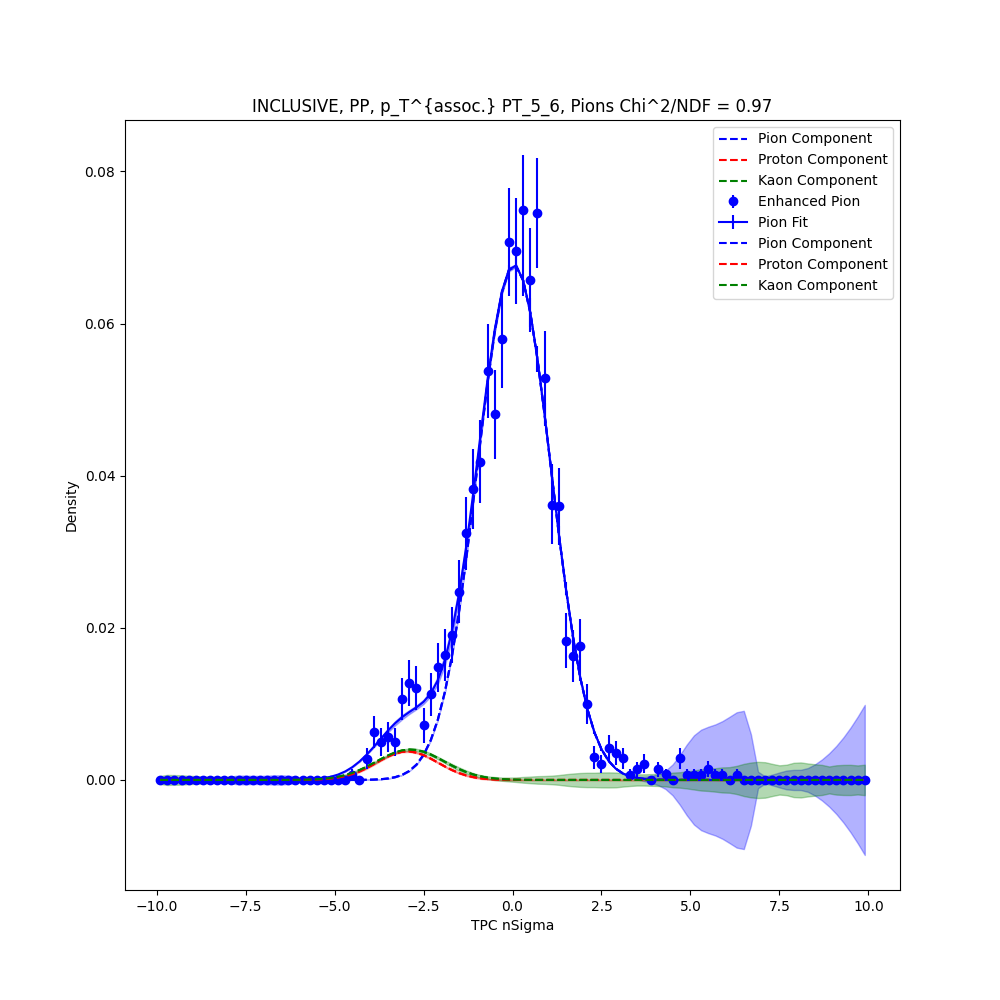 INCLUSIVE, PP, p_T^{assoc.} PT_5_6, Pions Chi^2/NDF = 0.97
Pion Component
Proton Component
Kaon Component
Enhanced Pion
Pion Fit
Pion Component
Proton Component
Kaon Component
0.08
0.06
0.04
0.02
0.00
Density
−10.0 −7.5 −5.0 −2.5 0.0 2.5 5.0 7.5 10.0
TPC nSigma